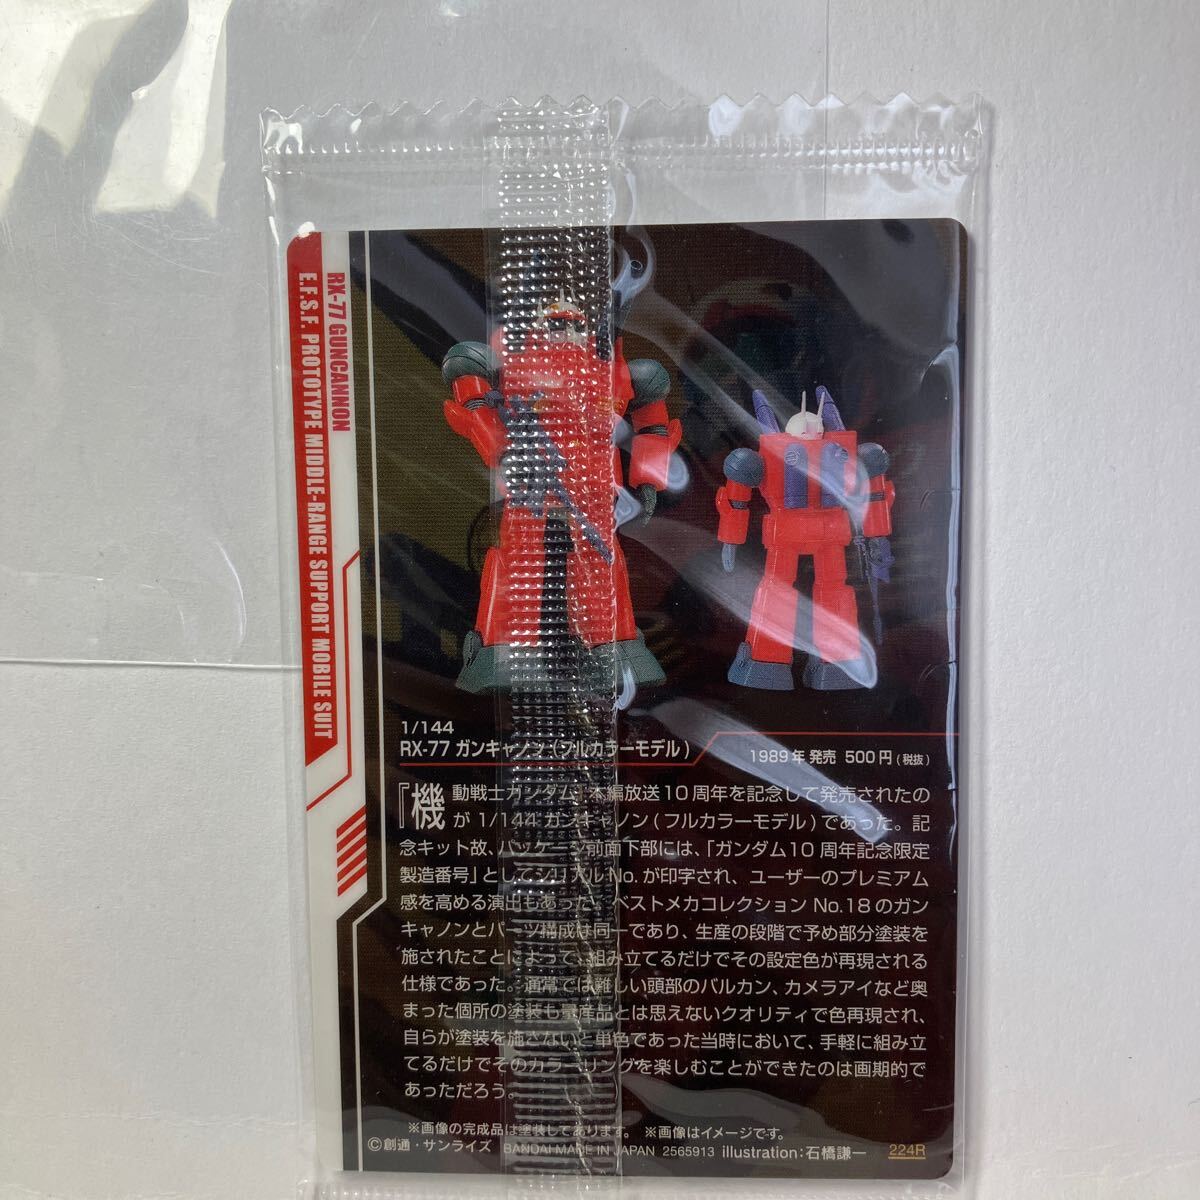 RX-77 GUNCANNON
E.F.S.F. PROTOTYPE MIDDLE-RANGE SUPPORT MOBILE SUIT
1/144
RX-77 ガンキャノン(フルカラーモデル)
1989年 発売 500円(税抜)
『機動戦士ガンダム』本編放送10周年を記念して発売されたの
が 1/144 ガンキャノン(フルカラーモデル)であった。記
念キット故、パッケージ前面下部には、「ガンダム10 周年記念限定
製造番号」としてシリアルNo. が印字され、ユーザーのプレミアム
感を高める演出もあった。ベストメカコレクション No.18 のガン
キャノンとパーツ構成は同一であり、生産の段階で予め部分塗装を
施されたことによって、組み立てるだけでその設定色が再現される
仕様であった。通常では難しい頭部のバルカン、カメラアイなど奥
まった個所の塗装も量産品とは思えないクオリティで色再現され、
自らが塗装を施さないと単色であった当時において、手軽に組み立
てるだけでそのカラーリングを楽しむことができたのは画期的で
あっただろう。
※画像の完成品は塗装してあります。 ※画像はイメージです。
©創通・サンライズ BANDAI MADE IN JAPAN 2565913 illustration:石橋謙一 224R